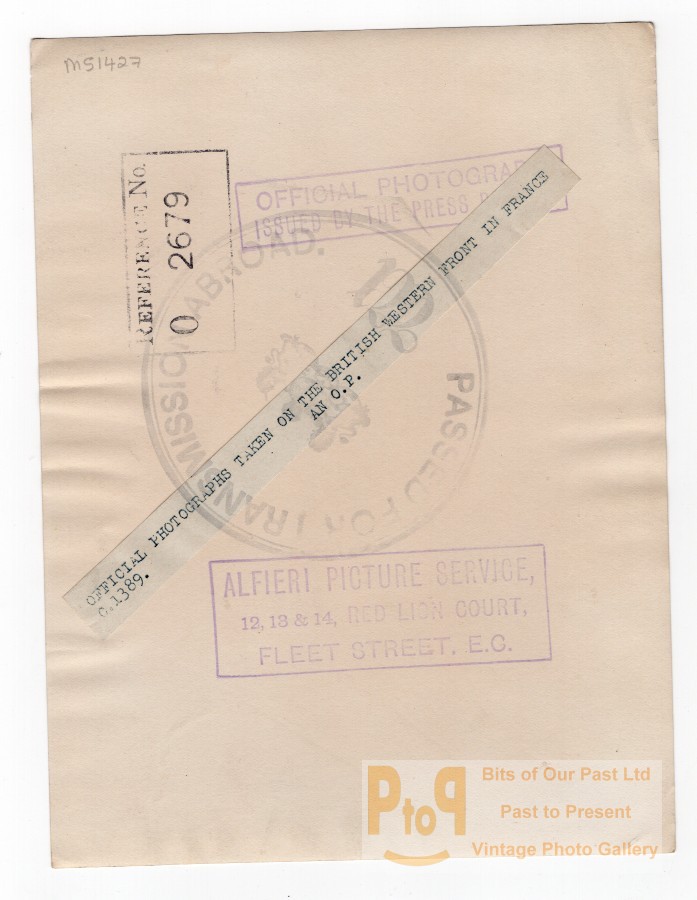 M51427
REFERENCE No.
O 2679
OFFICIAL PHOTOGRAPH
ISSUED BY THE PRESS
PASSED FOR TRANSMISSION ABROAD.
OFFICIAL PHOTOGRAPHS TAKEN ON THE BRITISH WESTERN FRONT IN FRANCE
C.1389.
AN O.P.
ALFIERI PICTURE SERVICE,
12, 13 & 14, RED LION COURT,
FLEET STREET, E.C.
PtoP
Bits of Our Past Ltd
Past to Present
Vintage Photo Gallery